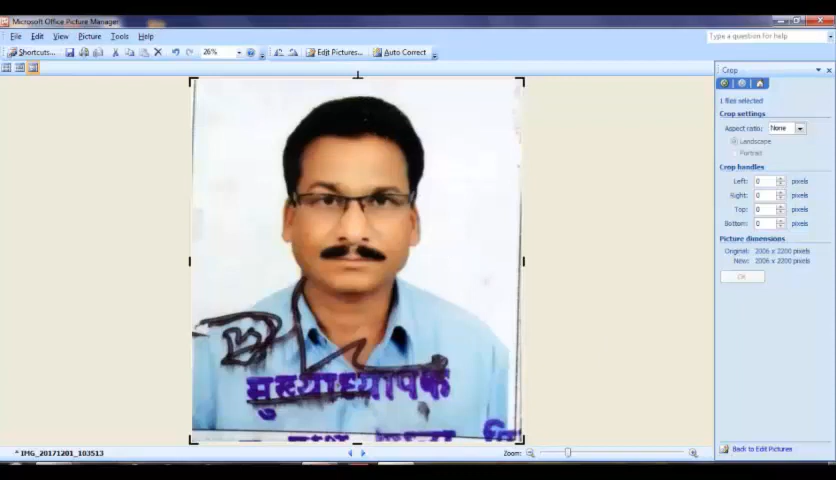 Microsoft Office Picture Manager
File Edit View Picture Tools Help
Type a question for help
Shortcuts... 26% Edit Pictures... Auto Correct
Crop
1 files selected
Crop settings
Aspect ratio: None
Landscape
Portrait
Crop handles
Left: 0 pixels
Right: 0 pixels
Top: 0 pixels
Bottom: 0 pixels
Picture dimensions
Original: 2006 x 2200 pixels
New: 2006 x 2200 pixels
OK
मुख्याध्यापक
Back to Edit Pictures
* IMG_20171201_103513
Zoom: